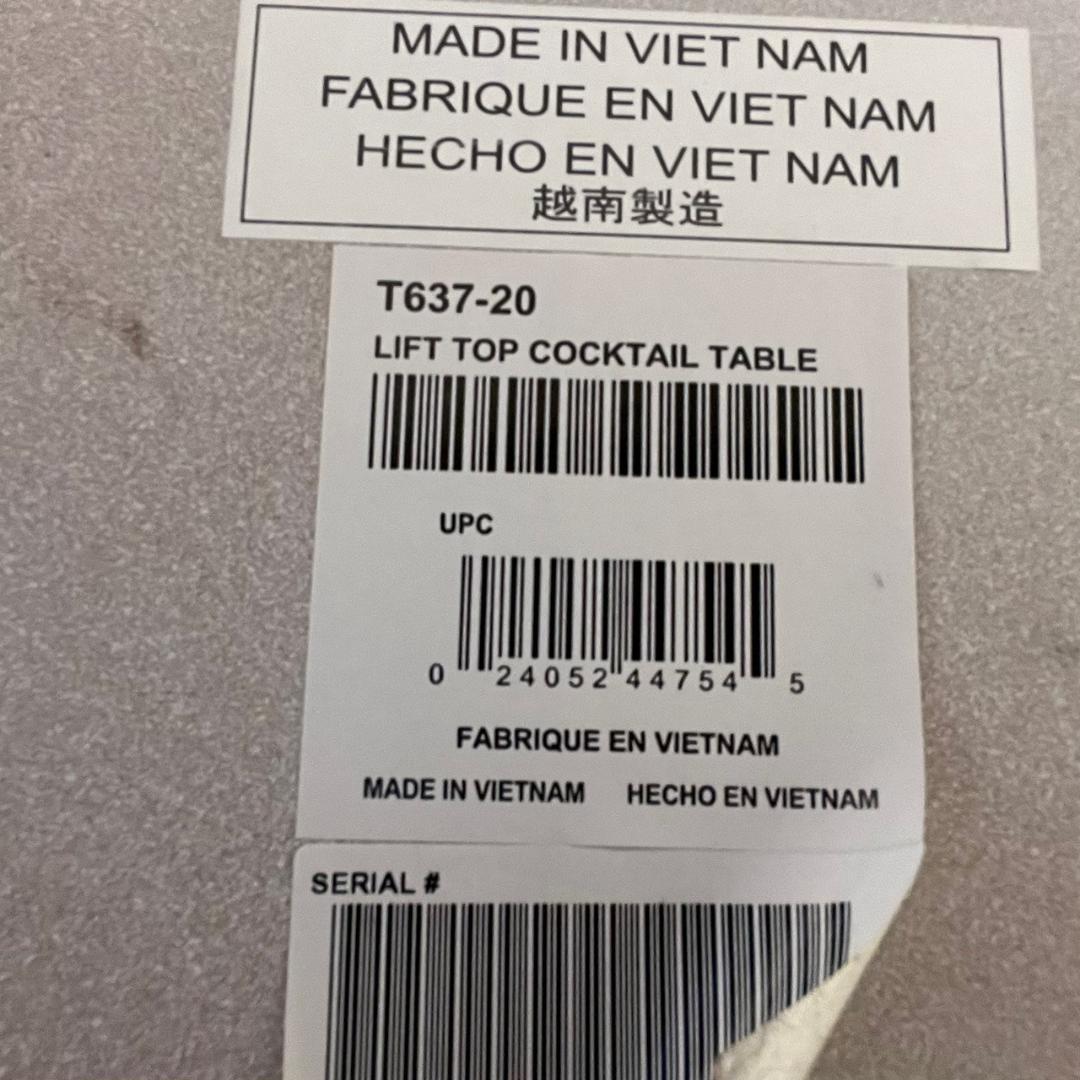 MADE IN VIET NAM
FABRIQUE EN VIET NAM
HECHO EN VIET NAM
越南製造
T637-20
LIFT TOP COCKTAIL TABLE
UPC
0 24052 44754 5
FABRIQUE EN VIETNAM
MADE IN VIETNAM HECHO EN VIETNAM
SERIAL #